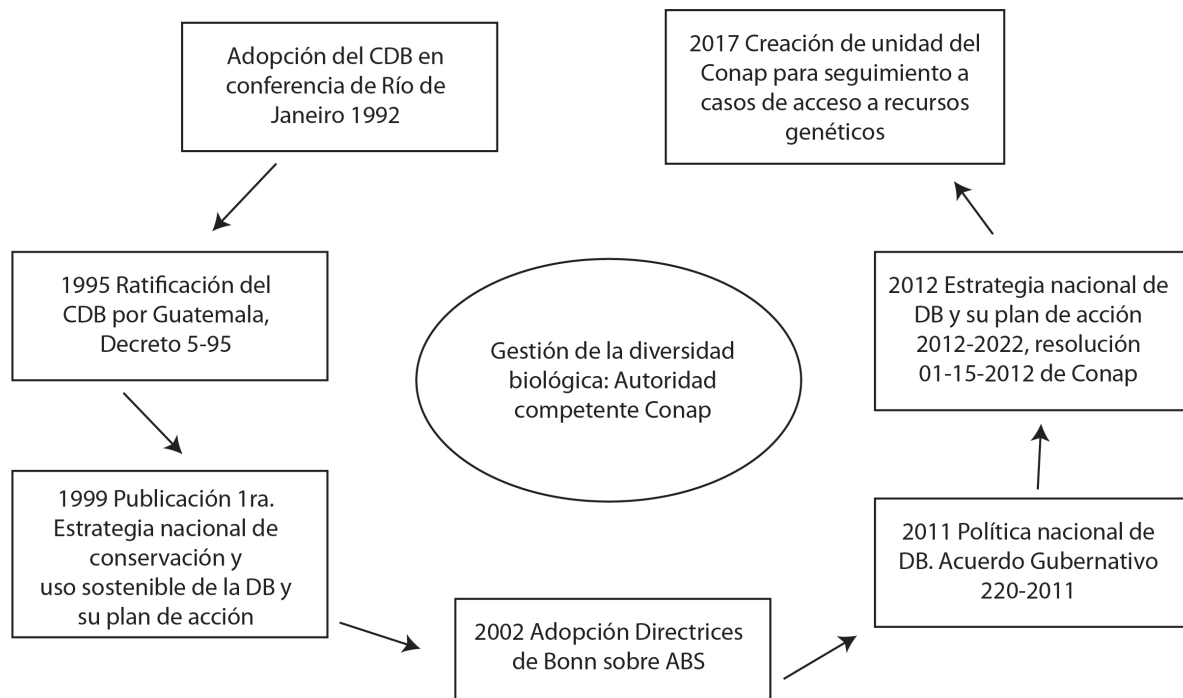 Adopción del CDB en
conferencia de Río de
Janeiro 1992
1995 Ratificación del
CDB por Guatemala,
Decreto 5-95
1999 Publicación 1ra.
Estrategia nacional de
conservación y
uso sostenible de la DB y
su plan de acción
2002 Adopción Directrices
de Bonn sobre ABS
2011 Política nacional de
DB. Acuerdo Gubernativo
220-2011
2012 Estrategia nacional de
DB y su plan de acción
2012-2022, resolución
01-15-2012 de Conap
2017 Creación de unidad del
Conap para seguimiento a
casos de acceso a recursos
genéticos
Gestión de la diversidad
biológica: Autoridad
competente Conap